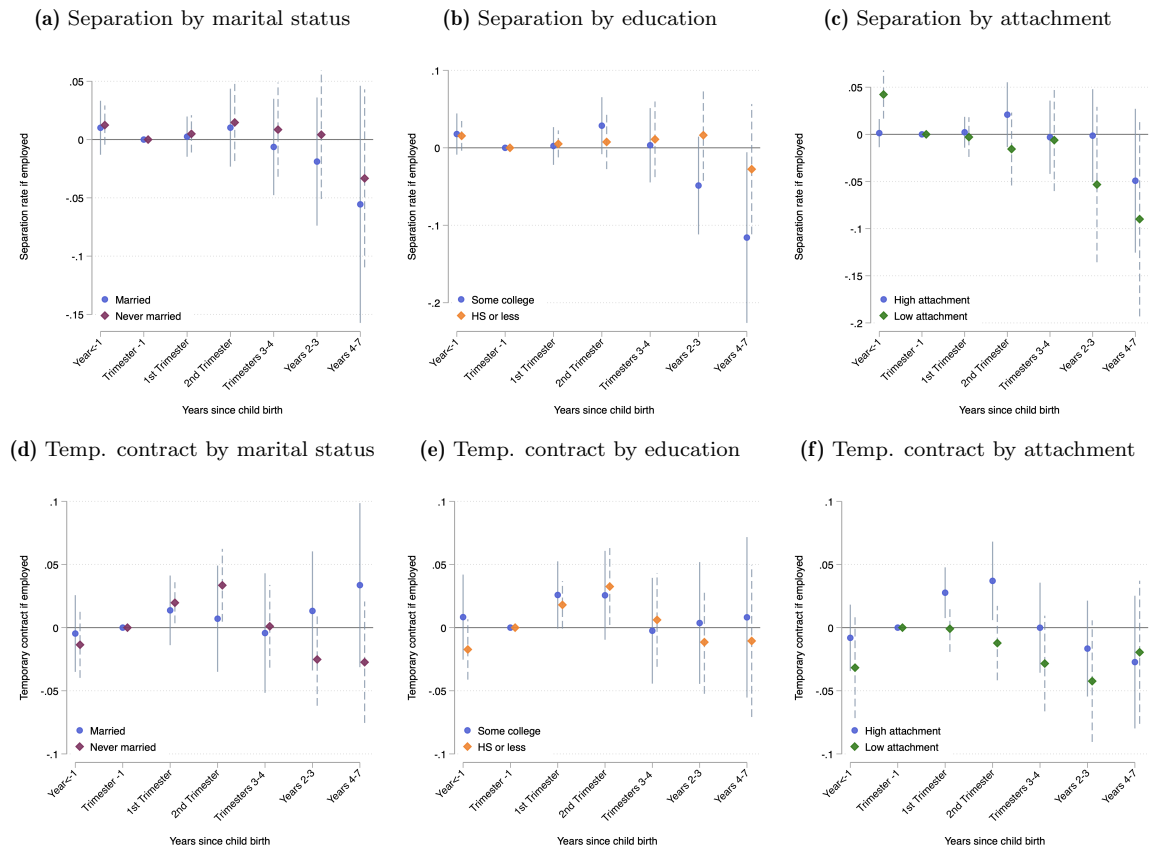 (a) Separation by marital status
(b) Separation by education
(c) Separation by attachment
Separation rate if employed
.05
0
-.05
-.1
-.15
Married
Never married
Year<-1
Trimester -1
1st Trimester
2nd Trimester
Trimesters 3-4
Years 2-3
Years 4-7
Years since child birth
Separation rate if employed
.1
0
-.1
-.2
Some college
HS or less
Year<-1
Trimester -1
1st Trimester
2nd Trimester
Trimesters 3-4
Years 2-3
Years 4-7
Years since child birth
Separation rate if employed
.05
0
-.05
-.1
-.15
-.2
High attachment
Low attachment
Year<-1
Trimester -1
1st Trimester
2nd Trimester
Trimesters 3-4
Years 2-3
Years 4-7
Years since child birth
(d) Temp. contract by marital status
(e) Temp. contract by education
(f) Temp. contract by attachment
Temporary contract if employed
.1
.05
0
-.05
-.1
Married
Never married
Year<-1
Trimester -1
1st Trimester
2nd Trimester
Trimesters 3-4
Years 2-3
Years 4-7
Years since child birth
Temporary contract if employed
.1
.05
0
-.05
-.1
Some college
HS or less
Year<-1
Trimester -1
1st Trimester
2nd Trimester
Trimesters 3-4
Years 2-3
Years 4-7
Years since child birth
Temporary contract if employed
.1
.05
0
-.05
-.1
High attachment
Low attachment
Year<-1
Trimester -1
1st Trimester
2nd Trimester
Trimesters 3-4
Years 2-3
Years 4-7
Years since child birth